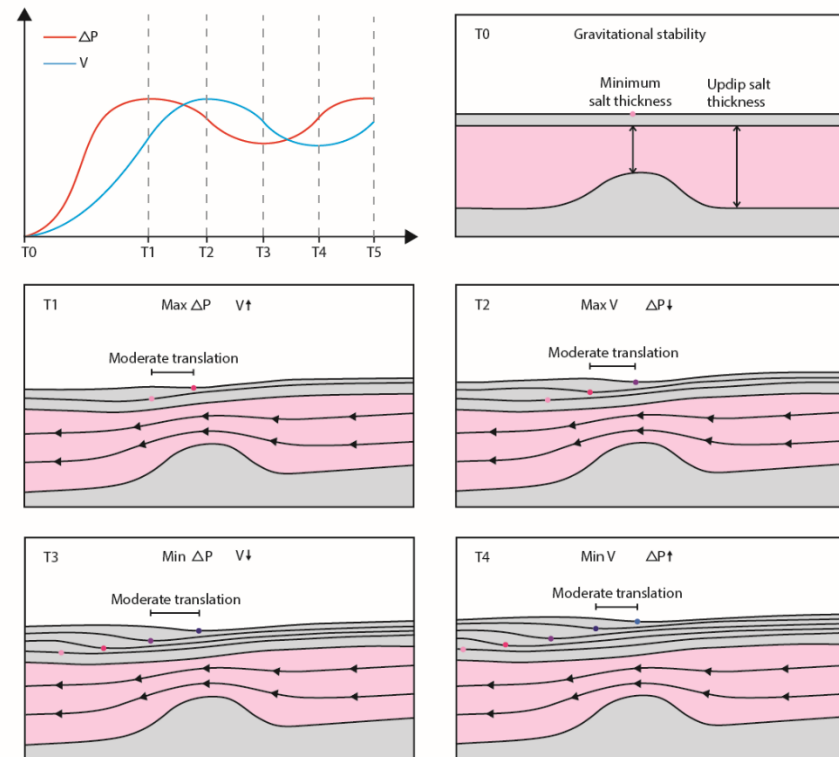 △P
V
T0
T1
T2
T3
T4
T5
T0 Gravitational stability
Minimum
salt thickness
Updip salt
thickness
T1 Max △P V↑
Moderate translation
T2 Max V △P↓
Moderate translation
T3 Min △P V↓
Moderate translation
T4 Min V △P↑
Moderate translation